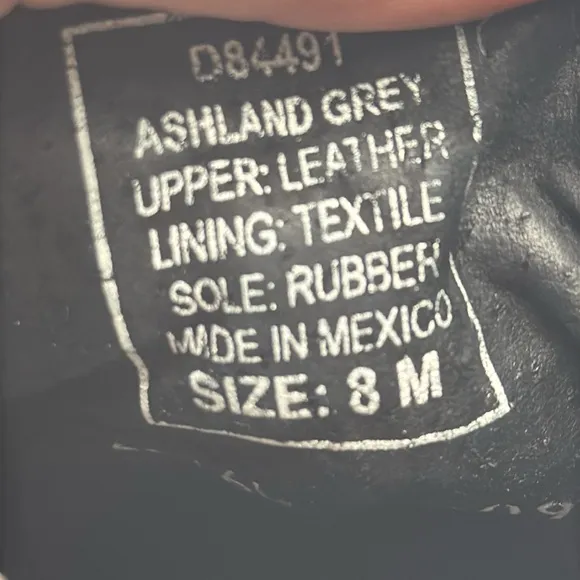 D84491
ASHLAND GREY
UPPER: LEATHER
LINING: TEXTILE
SOLE: RUBBER
MADE IN MEXICO
SIZE: 8 M